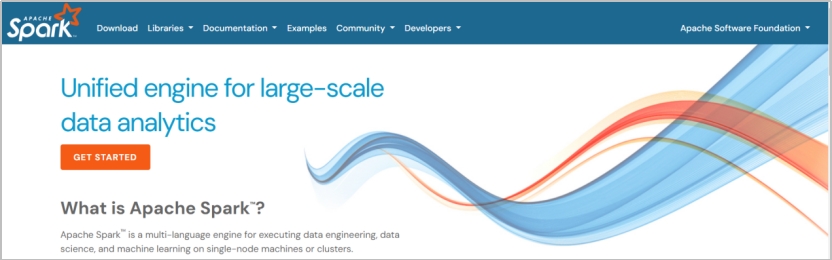 APACHE
Spark™
Download Libraries Documentation Examples Community Developers Apache Software Foundation
Unified engine for large-scale
data analytics
GET STARTED
What is Apache Spark™?
Apache Spark™ is a multi-language engine for executing data engineering, data
science, and machine learning on single-node machines or clusters.